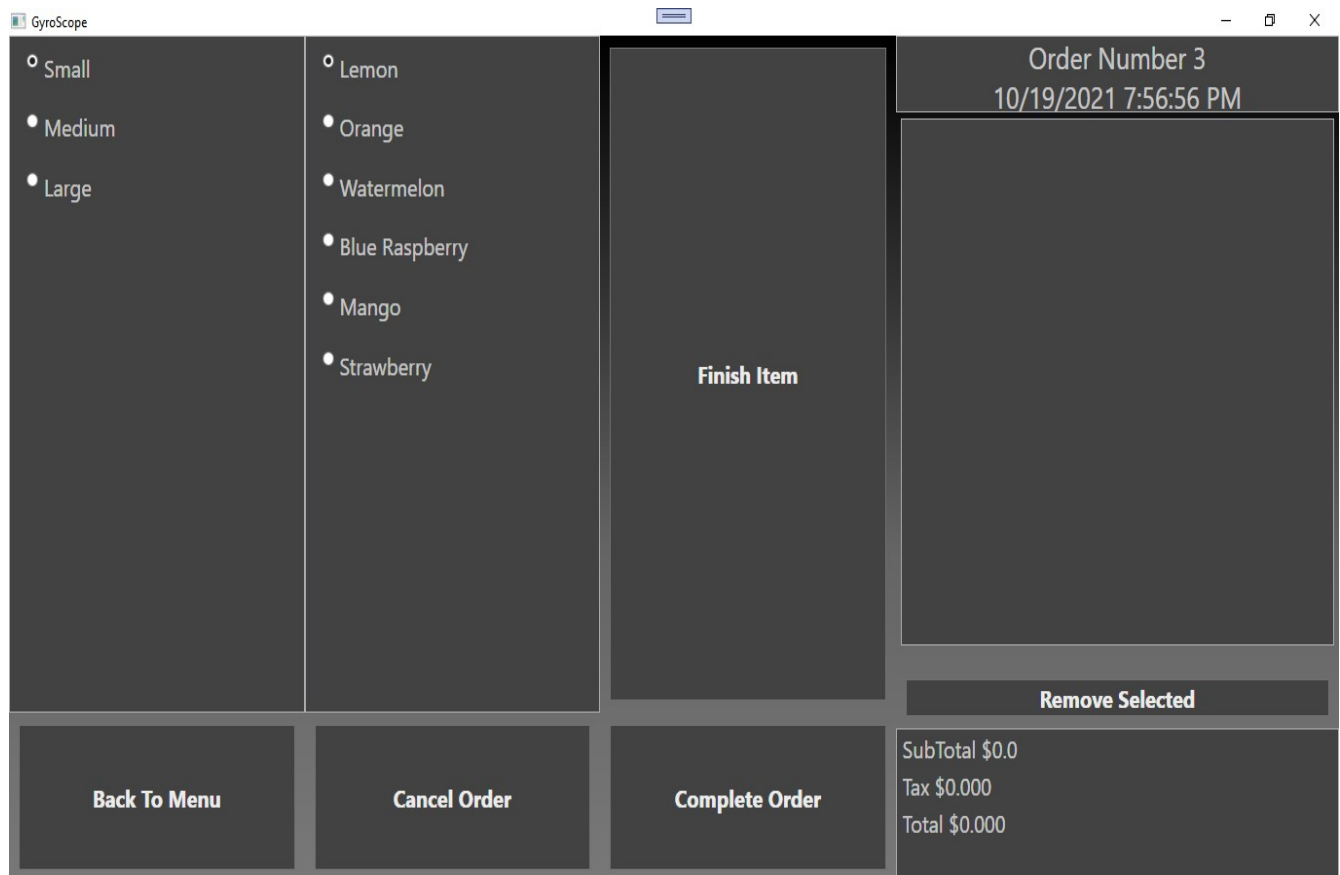 GyroScope
Small
Medium
Large
Lemon
Orange
Watermelon
Blue Raspberry
Mango
Strawberry
Finish Item
Order Number 3
10/19/2021 7:56:56 PM
Remove Selected
Back To Menu
Cancel Order
Complete Order
SubTotal $0.0
Tax $0.000
Total $0.000